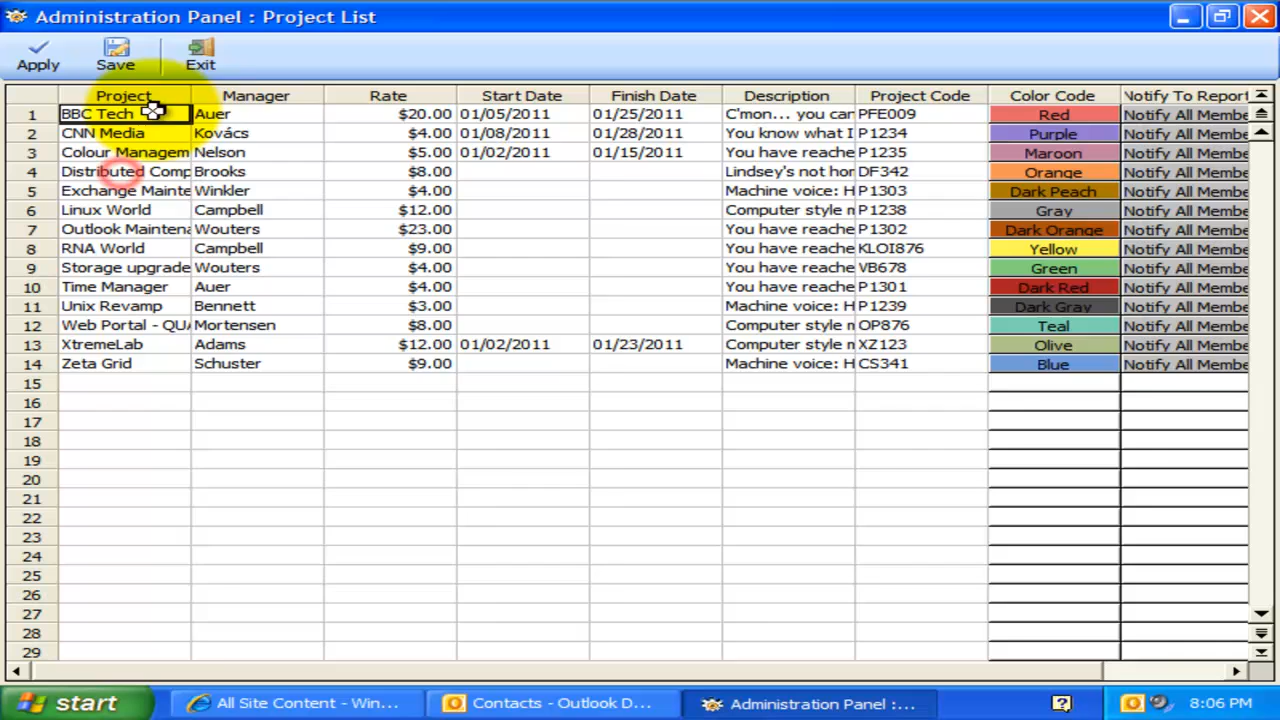 Administration Panel : Project List
Apply Save Exit
Project Manager Rate Start Date Finish Date Description Project Code Color Code Notify To Report
1 BBC Tech Auer $20.00 01/05/2011 01/25/2011 C'mon... you can PFE009 Red Notify All Membe
2 CNN Media Kovács $4.00 01/08/2011 01/28/2011 You know what I P1234 Purple Notify All Membe
3 Colour Managem Nelson $5.00 01/02/2011 01/15/2011 You have reache P1235 Maroon Notify All Membe
4 Distributed Comp Brooks $8.00 Lindsey's not hor DF342 Orange Notify All Membe
5 Exchange Mainte Winkler $4.00 Machine voice: H P1303 Dark Peach Notify All Membe
6 Linux World Campbell $12.00 Computer style m P1238 Gray Notify All Membe
7 Outlook Maintena Wouters $23.00 You have reache P1302 Dark Orange Notify All Membe
8 RNA World Campbell $9.00 You have reache KLOI876 Yellow Notify All Membe
9 Storage upgrade Wouters $4.00 You have reache VB678 Green Notify All Membe
10 Time Manager Auer $4.00 You have reache P1301 Dark Red Notify All Membe
11 Unix Revamp Bennett $3.00 Machine voice: H P1239 Dark Gray Notify All Membe
12 Web Portal - QUA Mortensen $8.00 Computer style m OP876 Teal Notify All Membe
13 XtremeLab Adams $12.00 01/02/2011 01/23/2011 Computer style m XZ123 Olive Notify All Membe
14 Zeta Grid Schuster $9.00 Machine voice: H CS341 Blue Notify All Membe
15
16
17
18
19
20
21
22
23
24
25
26
27
28
29
start All Site Content - Win... Contacts - Outlook D... Administration Panel :... 8:06 PM